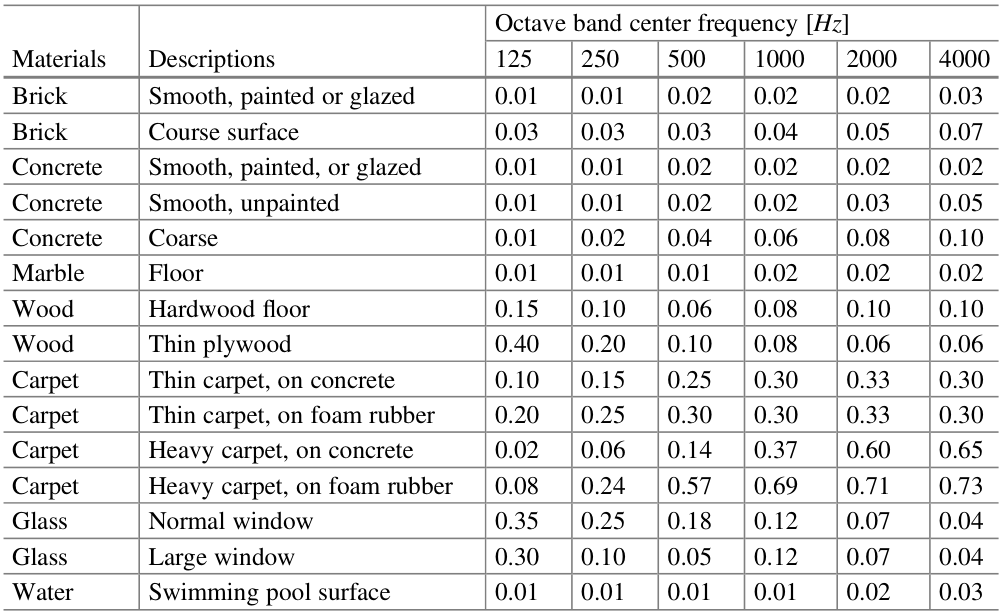 Octave band center frequency [Hz]
Materials Descriptions 125 250 500 1000 2000 4000
Brick Smooth, painted or glazed 0.01 0.01 0.02 0.02 0.02 0.03
Brick Course surface 0.03 0.03 0.03 0.04 0.05 0.07
Concrete Smooth, painted, or glazed 0.01 0.01 0.02 0.02 0.02 0.02
Concrete Smooth, unpainted 0.01 0.01 0.02 0.02 0.03 0.05
Concrete Coarse 0.01 0.02 0.04 0.06 0.08 0.10
Marble Floor 0.01 0.01 0.01 0.02 0.02 0.02
Wood Hardwood floor 0.15 0.10 0.06 0.08 0.10 0.10
Wood Thin plywood 0.40 0.20 0.10 0.08 0.06 0.06
Carpet Thin carpet, on concrete 0.10 0.15 0.25 0.30 0.33 0.30
Carpet Thin carpet, on foam rubber 0.20 0.25 0.30 0.30 0.33 0.30
Carpet Heavy carpet, on concrete 0.02 0.06 0.14 0.37 0.60 0.65
Carpet Heavy carpet, on foam rubber 0.08 0.24 0.57 0.69 0.71 0.73
Glass Normal window 0.35 0.25 0.18 0.12 0.07 0.04
Glass Large window 0.30 0.10 0.05 0.12 0.07 0.04
Water Swimming pool surface 0.01 0.01 0.01 0.01 0.02 0.03